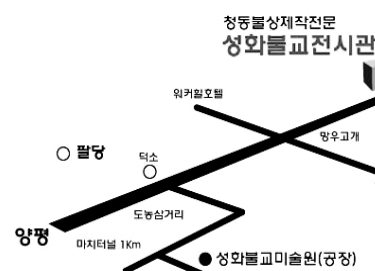 청동불상제작전문
성화불교전시관
워커힐호텔
망우고개
팔당
덕소
도농삼거리
양평
마치터널 1Km
성화불교미술원(공장)